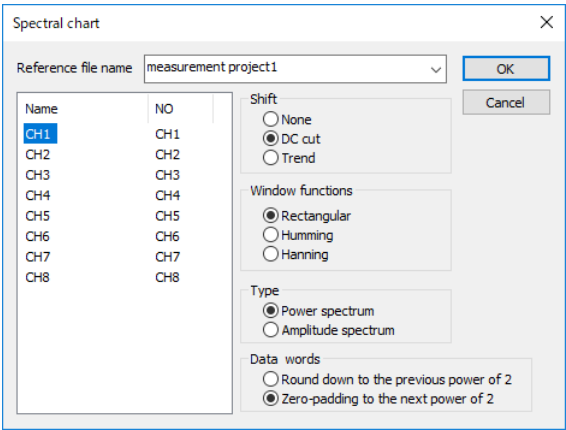 Spectral chart
Reference file name measurement project1 OK
Cancel
Name NO
CH1 CH1
CH2 CH2
CH3 CH3
CH4 CH4
CH5 CH5
CH6 CH6
CH7 CH7
CH8 CH8
Shift
None
DC cut
Trend
Window functions
Rectangular
Humming
Hanning
Type
Power spectrum
Amplitude spectrum
Data words
Round down to the previous power of 2
Zero-padding to the next power of 2